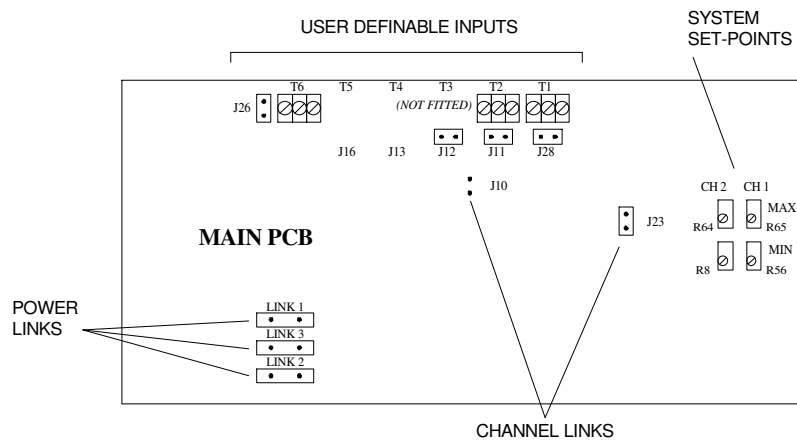 SYSTEM
SET-POINTS
USER DEFINABLE INPUTS
T6 T5 T4 T3 T2 T1
J26 (NOT FITTED)
J16 J13 J12 J11 J28
J10
CH 2 CH 1
MAX
J23 R64 R65
MAIN PCB
MIN
R8 R56
POWER
LINKS
LINK 1
LINK 3
LINK 2
CHANNEL LINKS